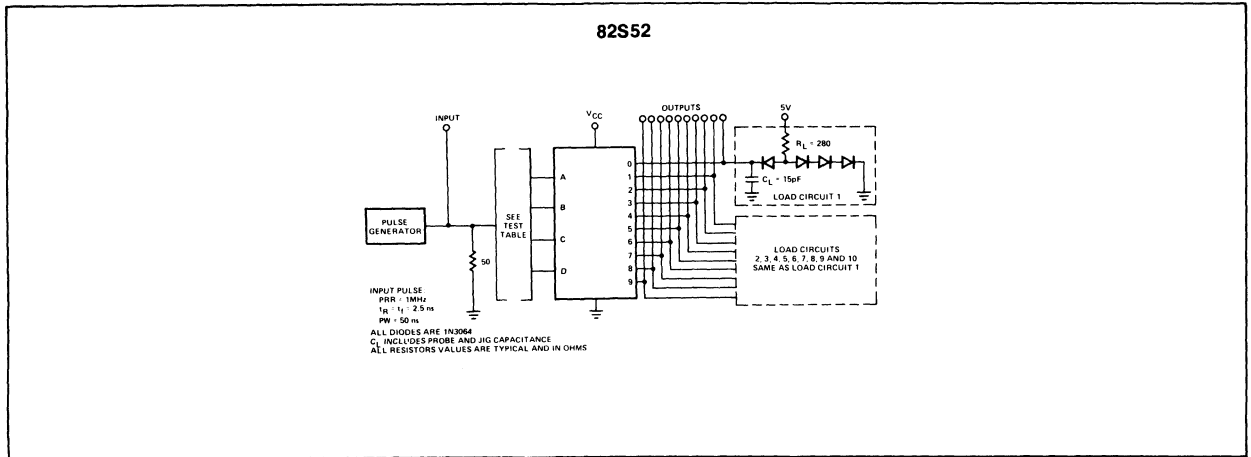 82S52
INPUT
VCC
OUTPUTS
5V
RL = 280
CL = 15pF
LOAD CIRCUIT 1
PULSE
GENERATOR
50
SEE
TEST
TABLE
A
B
C
D
0
1
2
3
4
5
6
7
8
9
LOAD CIRCUITS
2, 3, 4, 5, 6, 7, 8, 9 AND 10
SAME AS LOAD CIRCUIT 1
INPUT PULSE:
PRR = 1MHz
tR = tf = 2.5 ns
PW = 50 ns
ALL DIODES ARE 1N3064
CL INCLUDES PROBE AND JIG CAPACITANCE
ALL RESISTORS VALUES ARE TYPICAL AND IN OHMS